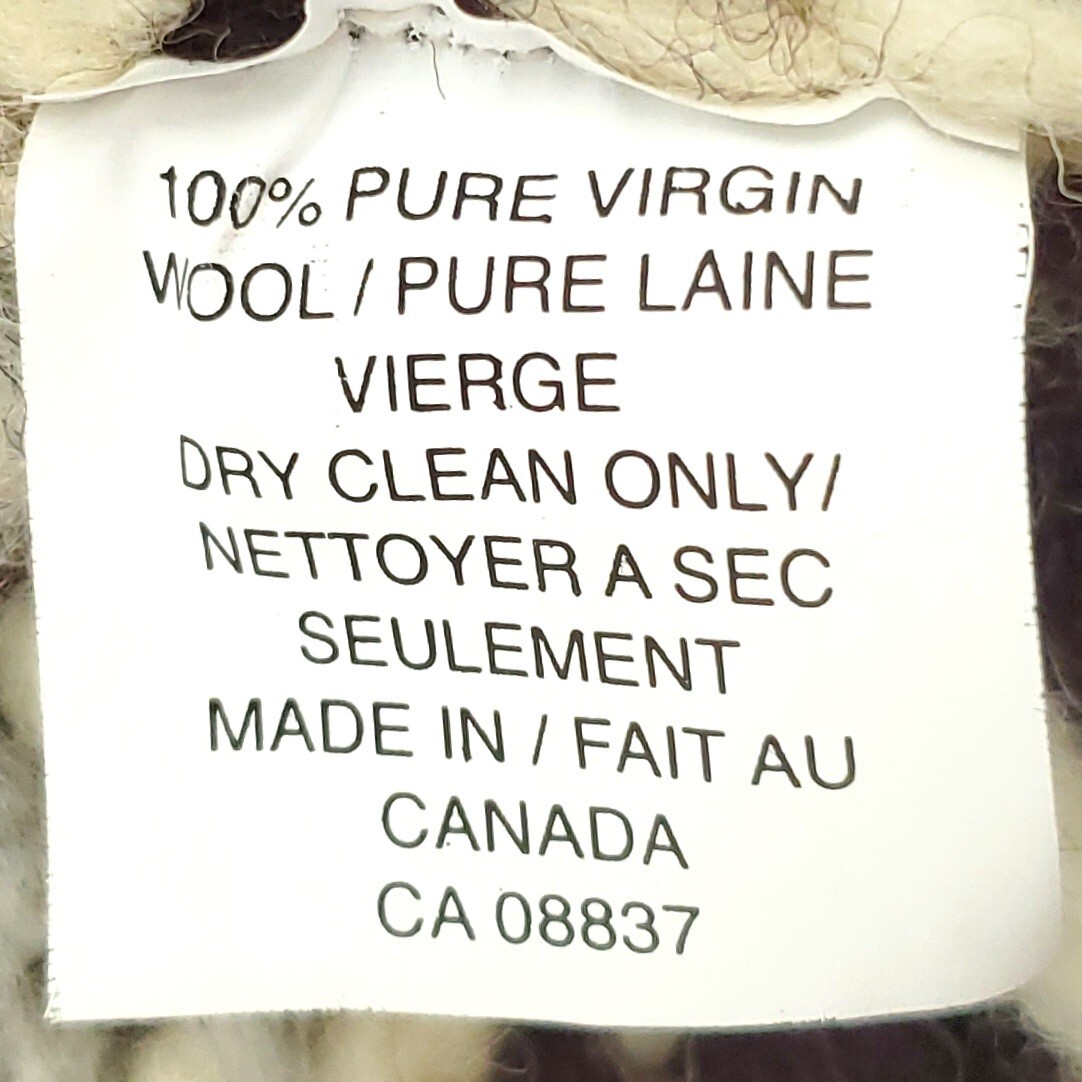 100% PURE VIRGIN
WOOL / PURE LAINE
VIERGE
DRY CLEAN ONLY/
NETTOYER A SEC
SEULEMENT
MADE IN / FAIT AU
CANADA
CA 08837